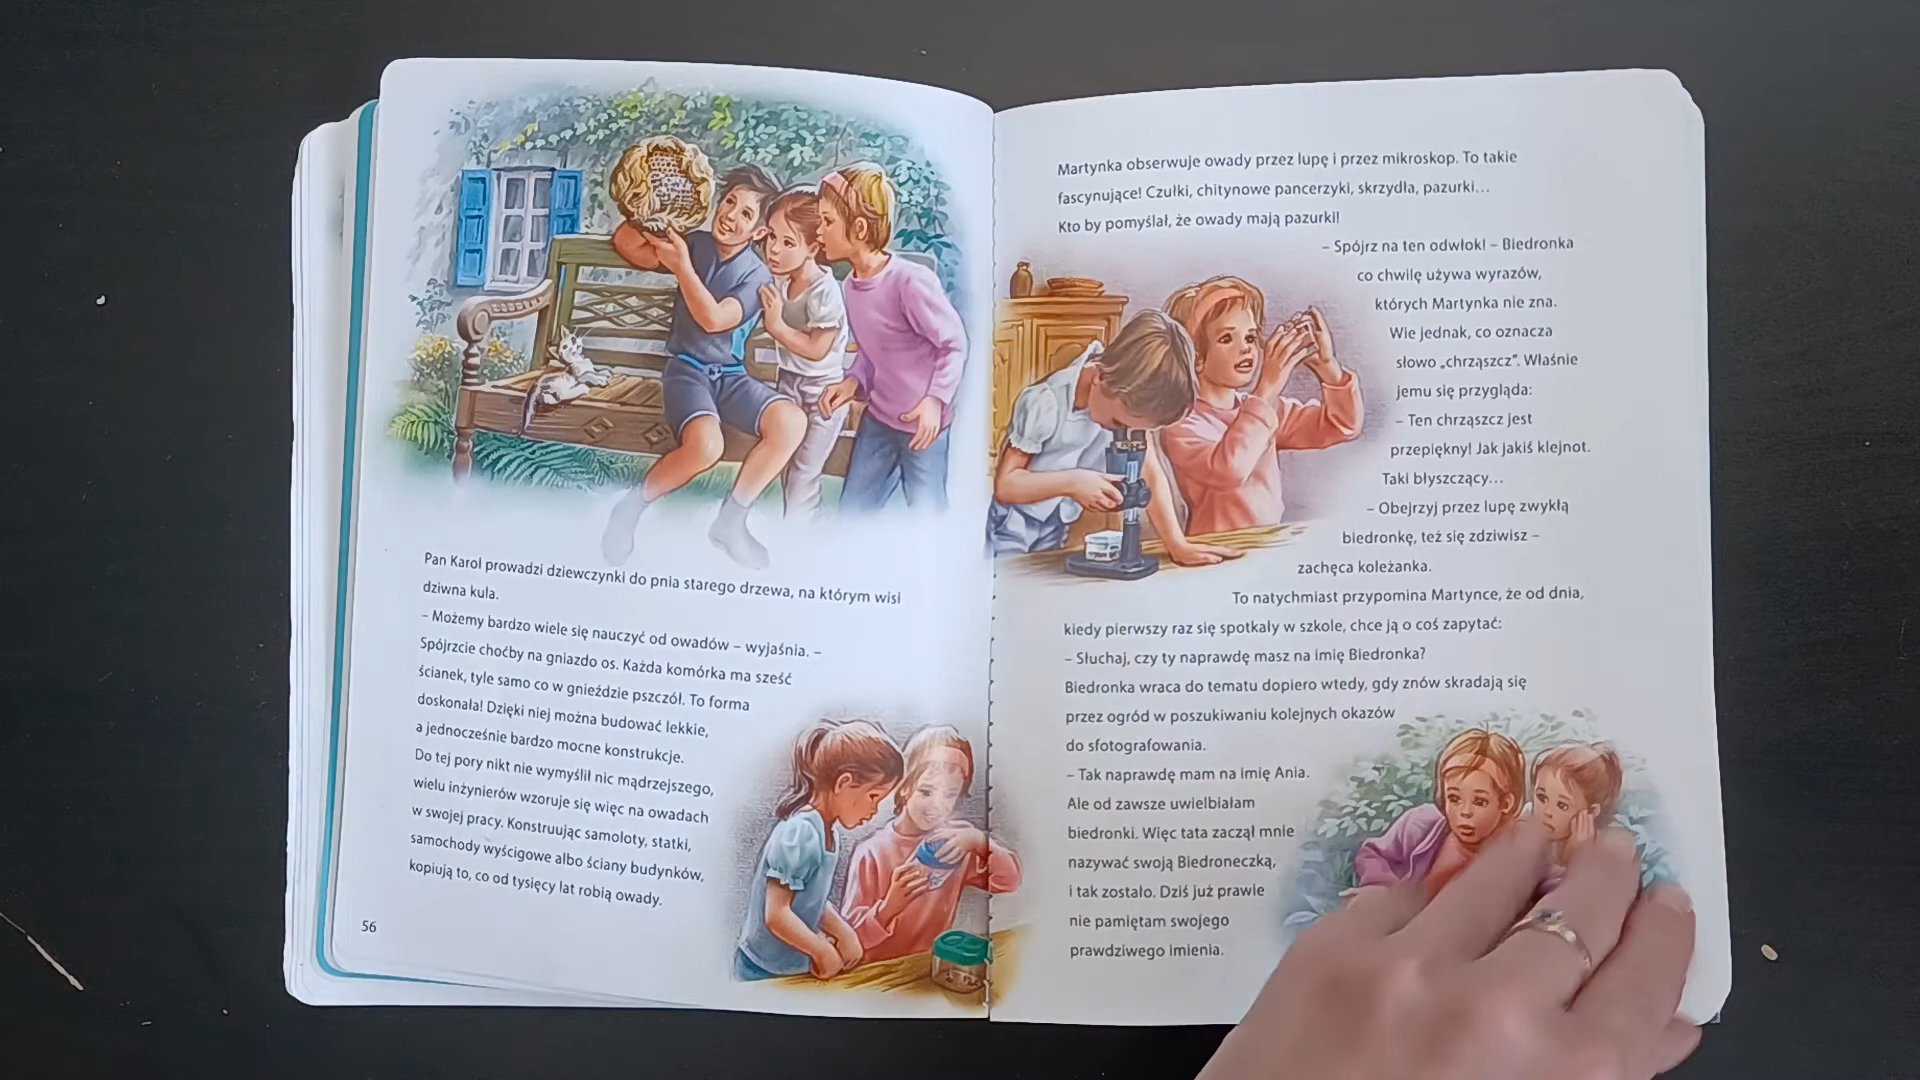 Pan Karol prowadzi dziewczynki do pnia starego drzewa, na którym wisi
dziwna kula.
– Możemy bardzo wiele się nauczyć od owadów – wyjaśnia. –
Spójrzcie choćby na gniazdo os. Każda komórka ma sześć
ścianek, tyle samo co w gnieździe pszczół. To forma
doskonała! Dzięki niej można budować lekkie,
a jednocześnie bardzo mocne konstrukcje.
Do tej pory nikt nie wymyślił nic mądrzejszego,
wielu inżynierów wzoruje się więc na owadach
w swojej pracy. Konstruując samoloty, statki,
samochody wyścigowe albo ściany budynków,
kopiują to, co od tysięcy lat robią owady.
56
Martynka obserwuje owady przez lupę i przez mikroskop. To takie
fascynujące! Czułki, chitynowe pancerzyki, skrzydła, pazurki...
Kto by pomyślał, że owady mają pazurki!
– Spójrz na ten odwłok! – Biedronka
co chwilę używa wyrazów,
których Martynka nie zna.
Wie jednak, co oznacza
słowo „chrząszcz”. Właśnie
jemu się przygląda:
– Ten chrząszcz jest
przepiękny! Jak jakiś klejnot.
Taki błyszczący...
– Obejrzyj przez lupę zwykłą
biedronkę, też się zdziwisz –
zachęca koleżanka.
To natychmiast przypomina Martynce, że od dnia,
kiedy pierwszy raz się spotkały w szkole, chce ją o coś zapytać:
– Słuchaj, czy ty naprawdę masz na imię Biedronka?
Biedronka wraca do tematu dopiero wtedy, gdy znów skradają się
przez ogród w poszukiwaniu kolejnych okazów
do sfotografowania.
– Tak naprawdę mam na imię Ania.
Ale od zawsze uwielbiałam
biedronki. Więc tata zaczął mnie
nazywać swoją Biedroneczką,
i tak zostało. Dziś już prawie
nie pamiętam swojego
prawdziwego imienia.